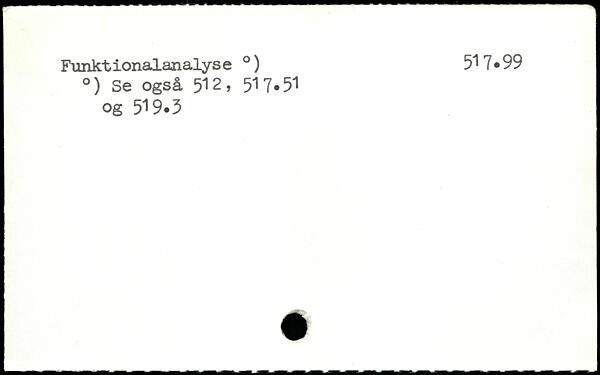 Funktionalanalyse °) 517.99
°) Se også 512, 517.51
og 519.3